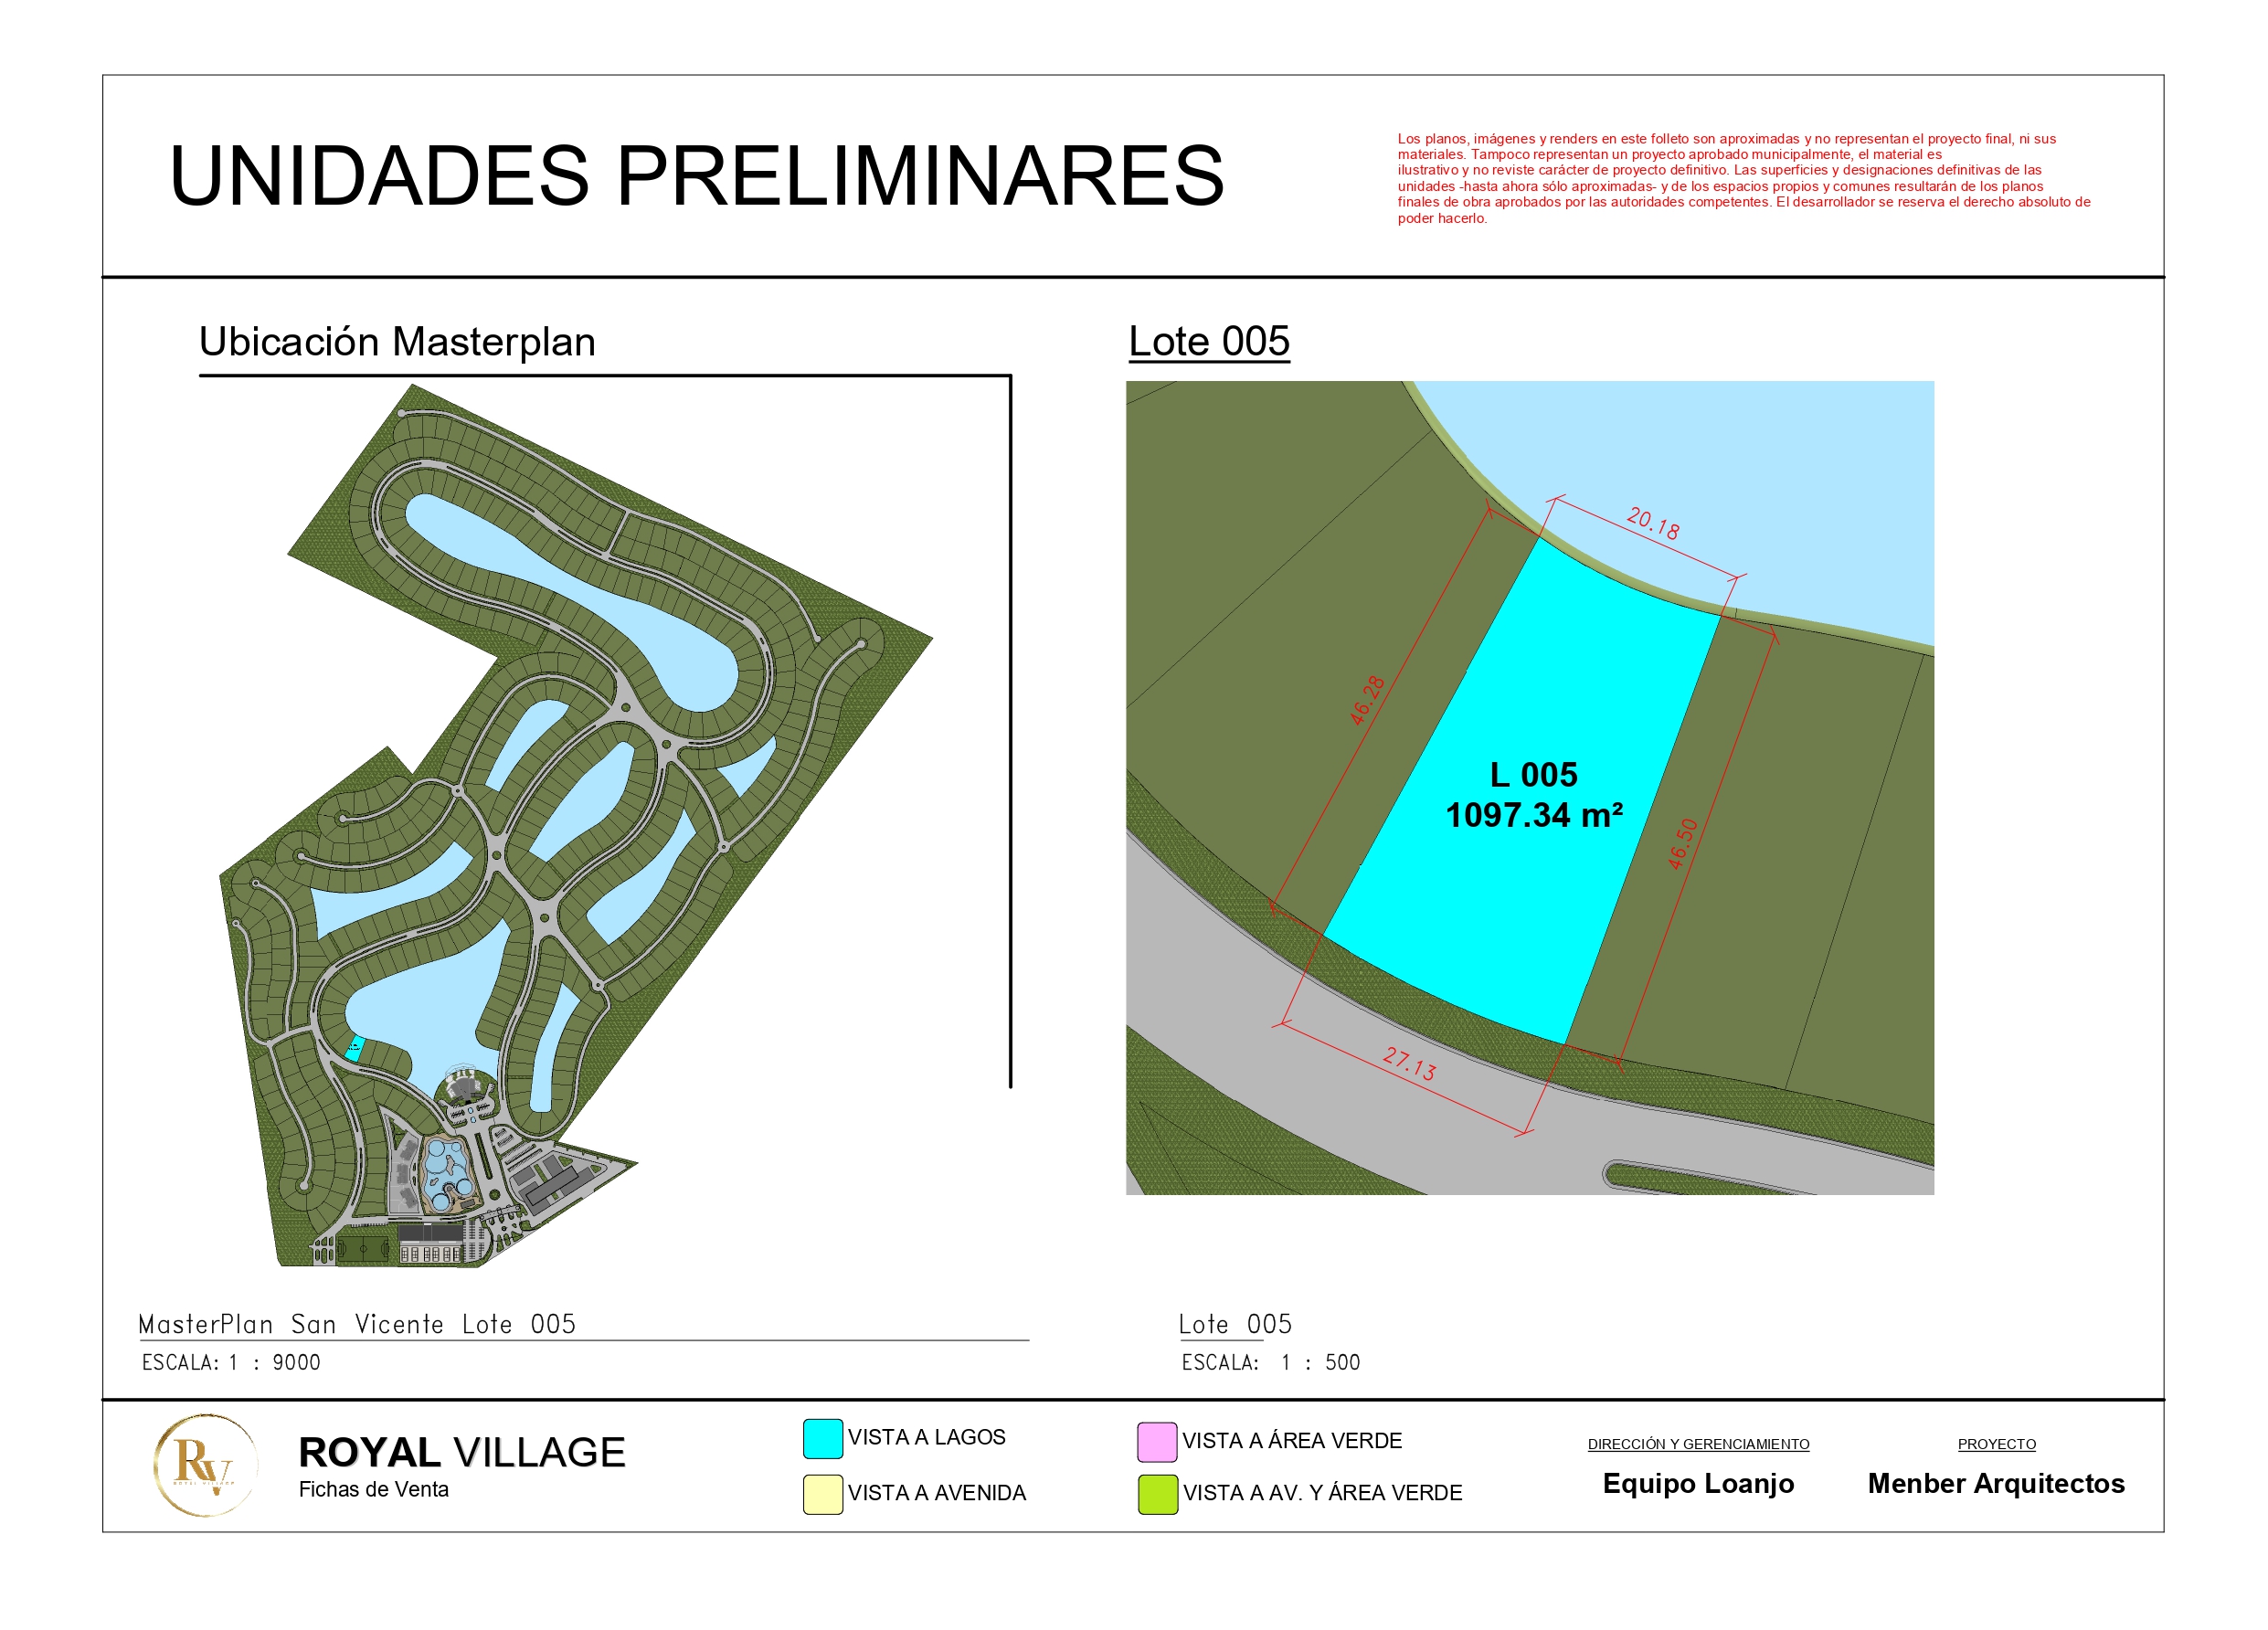 UNIDADES PRELIMINARES
Los planos, imágenes y renders en este folleto son aproximadas y no representan el proyecto final, ni sus
materiales. Tampoco representan un proyecto aprobado municipalmente, el material es
ilustrativo y no reviste carácter de proyecto definitivo. Las superficies y designaciones definitivas de las
unidades -hasta ahora sólo aproximadas- y de los espacios propios y comunes resultarán de los planos
finales de obra aprobados por las autoridades competentes. El desarrollador se reserva el derecho absoluto de
poder hacerlo.
Ubicación Masterplan
Lote 005
20.18
46.28
L 005
1097.34 m²
46.50
27.13
MasterPlan San Vicente Lote 005
ESCALA: 1 : 9000
Lote 005
ESCALA: 1 : 500
RV
ROYAL VILLAGE
ROYAL VILLAGE
Fichas de Venta
VISTA A LAGOS
VISTA A AVENIDA
VISTA A ÁREA VERDE
VISTA A AV. Y ÁREA VERDE
DIRECCIÓN Y GERENCIAMIENTO
Equipo Loanjo
PROYECTO
Menber Arquitectos